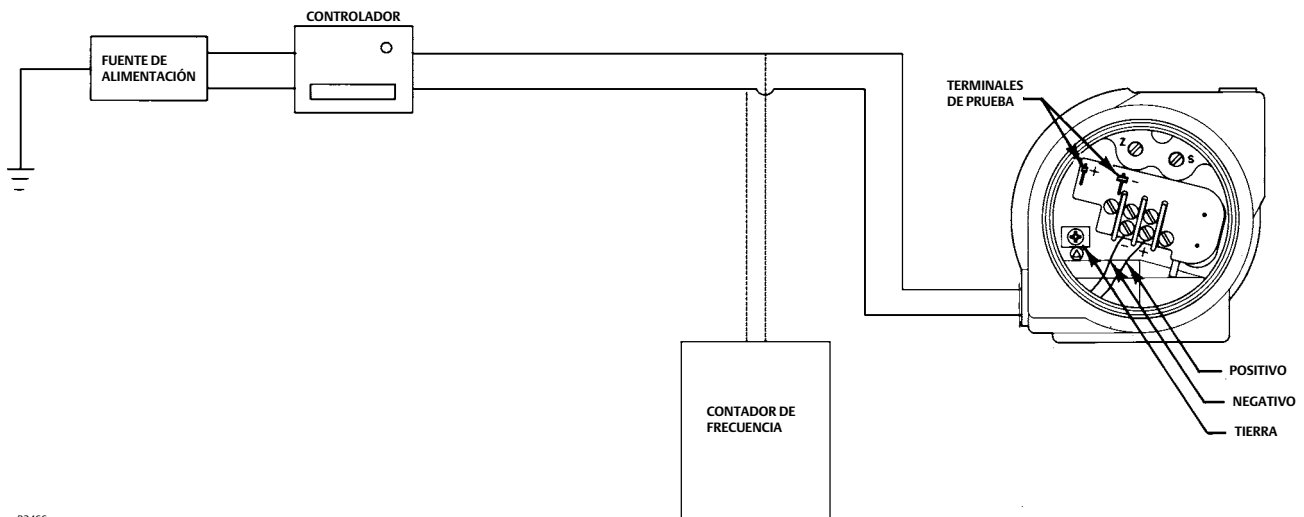 CONTROLADOR
FUENTE DE
ALIMENTACIÓN
TERMINALES
DE PRUEBA
Z
S
+
-
-
+
POSITIVO
NEGATIVO
TIERRA
CONTADOR DE
FRECUENCIA